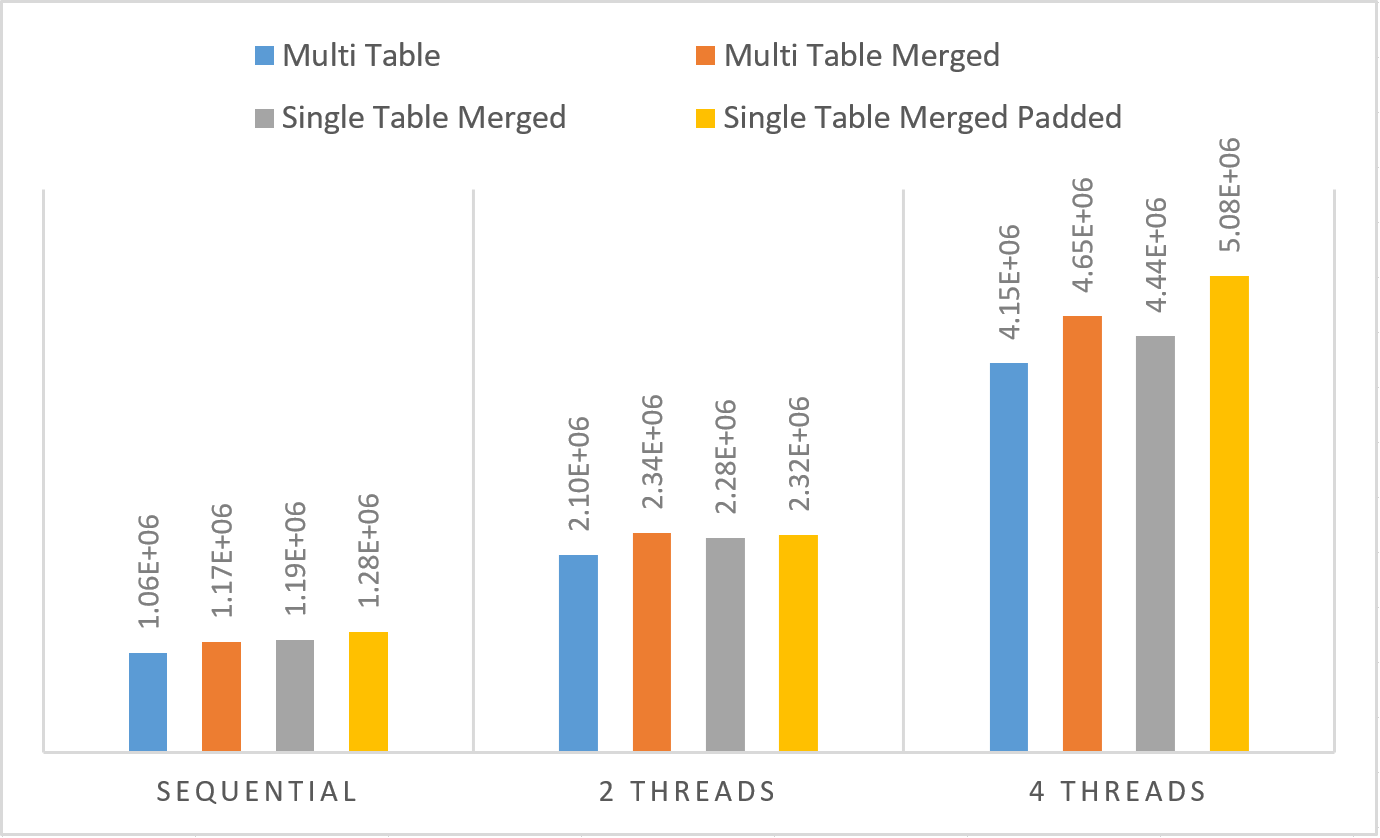 Multi Table
Multi Table Merged
Single Table Merged
Single Table Merged Padded
1.06E+06
1.17E+06
1.19E+06
1.28E+06
2.10E+06
2.34E+06
2.28E+06
2.32E+06
4.15E+06
4.65E+06
4.44E+06
5.08E+06
SEQUENTIAL
2 THREADS
4 THREADS